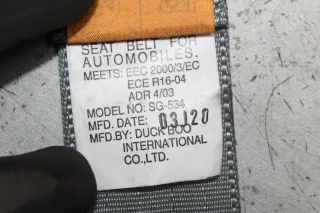 SEAT BELT FOR
AUTOMOBILES.
MEETS: EEC 2000/3/EC
ECE R16-04
ADR 4/03
MODEL NO: SG-534
MFD. DATE: 03120
MFD.BY: DUCK BOO
INTERNATIONAL
CO.,LTD.